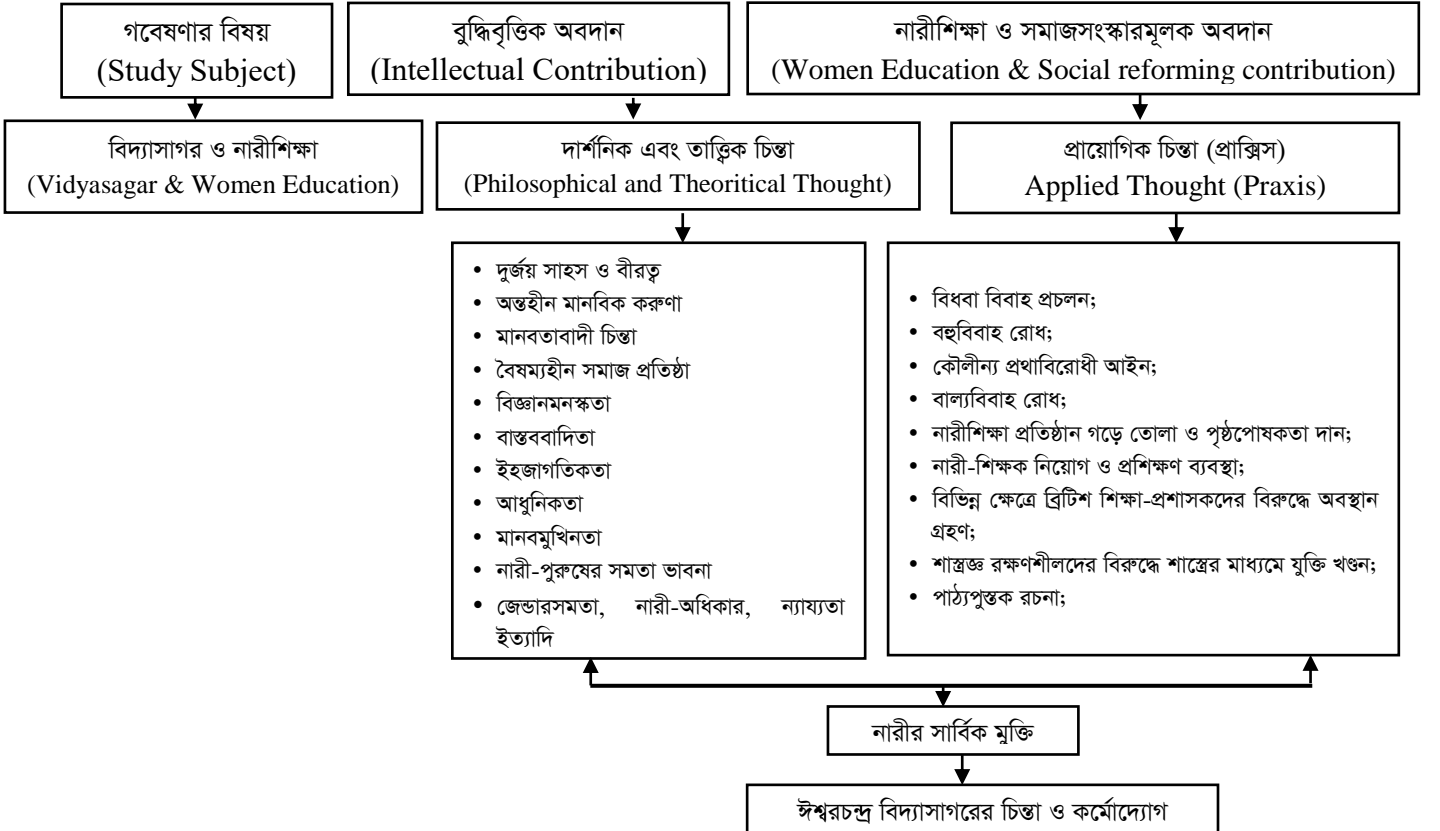 গবেষণার বিষয়
(Study Subject)
বুদ্ধিবৃত্তিক অবদান
(Intellectual Contribution)
নারীশিক্ষা ও সমাজসংস্কারমূলক অবদান
(Women Education & Social reforming contribution)
বিদ্যাসাগর ও নারীশিক্ষা
(Vidyasagar & Women Education)
দার্শনিক এবং তাত্ত্বিক চিন্তা
(Philosophical and Theoritical Thought)
প্রায়োগিক চিন্তা (প্রাক্সিস)
Applied Thought (Praxis)
• দুর্জয় সাহস ও বীরত্ব
• অন্তহীন মানবিক করুণা
• মানবতাবাদী চিন্তা
• বৈষম্যহীন সমাজ প্রতিষ্ঠা
• বিজ্ঞানমনস্কতা
• বাস্তববাদিতা
• ইহজাগতিকতা
• আধুনিকতা
• মানবমুখিনতা
• নারী-পুরুষের সমতা ভাবনা
• জেন্ডারসমতা, নারী-অধিকার, ন্যায্যতা
ইত্যাদি
• বিধবা বিবাহ প্রচলন;
• বহুবিবাহ রোধ;
• কৌলীন্য প্রথাবিরোধী আইন;
• বাল্যবিবাহ রোধ;
• নারীশিক্ষা প্রতিষ্ঠান গড়ে তোলা ও পৃষ্ঠপোষকতা দান;
• নারী-শিক্ষক নিয়োগ ও প্রশিক্ষণ ব্যবস্থা;
• বিভিন্ন ক্ষেত্রে ব্রিটিশ শিক্ষা-প্রশাসকদের বিরুদ্ধে অবস্থান
গ্রহণ;
• শাস্ত্রজ্ঞ রক্ষণশীলদের বিরুদ্ধে শাস্ত্রের মাধ্যমে যুক্তি খণ্ডন;
• পাঠ্যপুস্তক রচনা;
নারীর সার্বিক মুক্তি
ঈশ্বরচন্দ্র বিদ্যাসাগরের চিন্তা ও কর্মোদ্যোগ